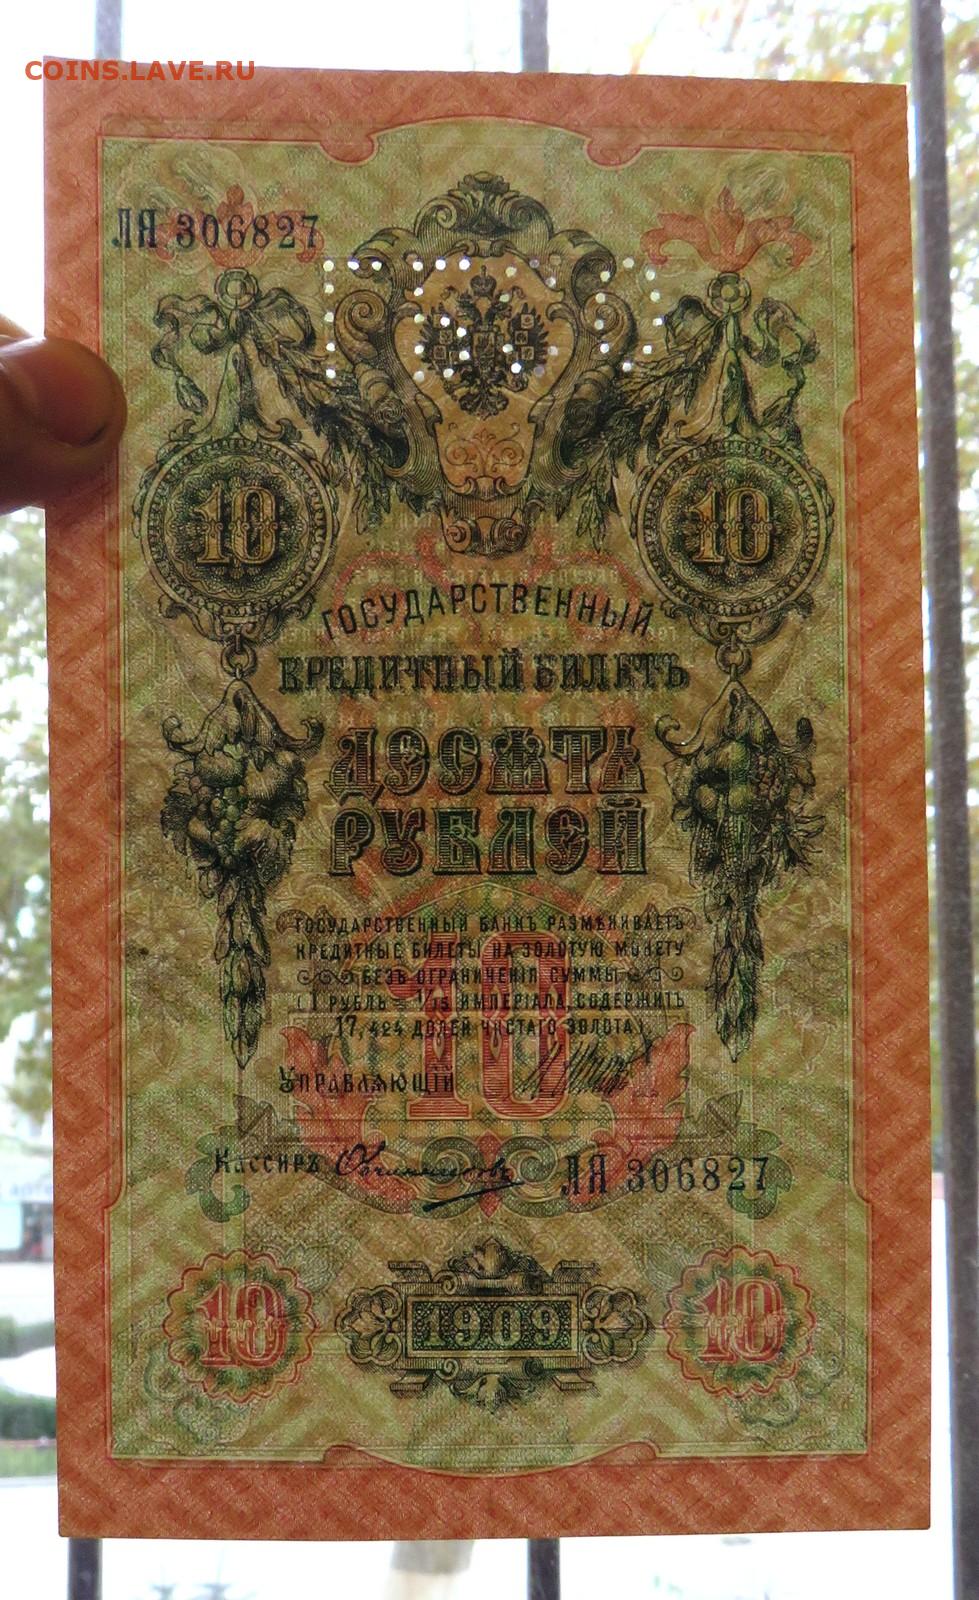 COINS.LAVE.RU
ЛЯ 306827
10 10
ГОСУДАРСТВЕННЫЙ
КРЕДИТНЫЙ БИЛЕТЪ
ДЕСЯТЬ
РУБЛЕЙ
ГОСУДАРСТВЕННЫЙ БАНКЪ РАЗМѢНИВАЕТЪ
КРЕДИТНЫЕ БИЛЕТЫ НА ЗОЛОТУЮ МОНЕТУ
БЕЗЪ ОГРАНИЧЕНІЯ СУММЫ
(1 РУБЛЬ = 1/15 ИМПЕРІАЛА, СОДЕРЖИТЪ
17,424 ДОЛЕЙ ЧИСТАГО ЗОЛОТА).
10
УПРАВЛЯЮЩІЙ
КАССИРЪ Овчинниковъ
ЛЯ 306827
10 1909 10